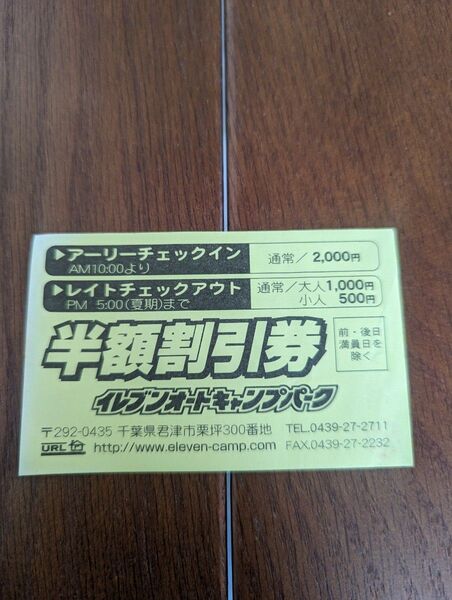 ▶アーリーチェックイン
AM10:00より
通常/2,000円
▶レイトチェックアウト
PM 5:00(夏期)まで
通常/大人1,000円
小人 500円
半額割引券
前・後日
満員日を
除く
イレブンオートキャンプパーク
〒292-0435 千葉県君津市栗坪300番地 TEL.0439-27-2711
URL http://www.eleven-camp.com FAX.0439-27-2232